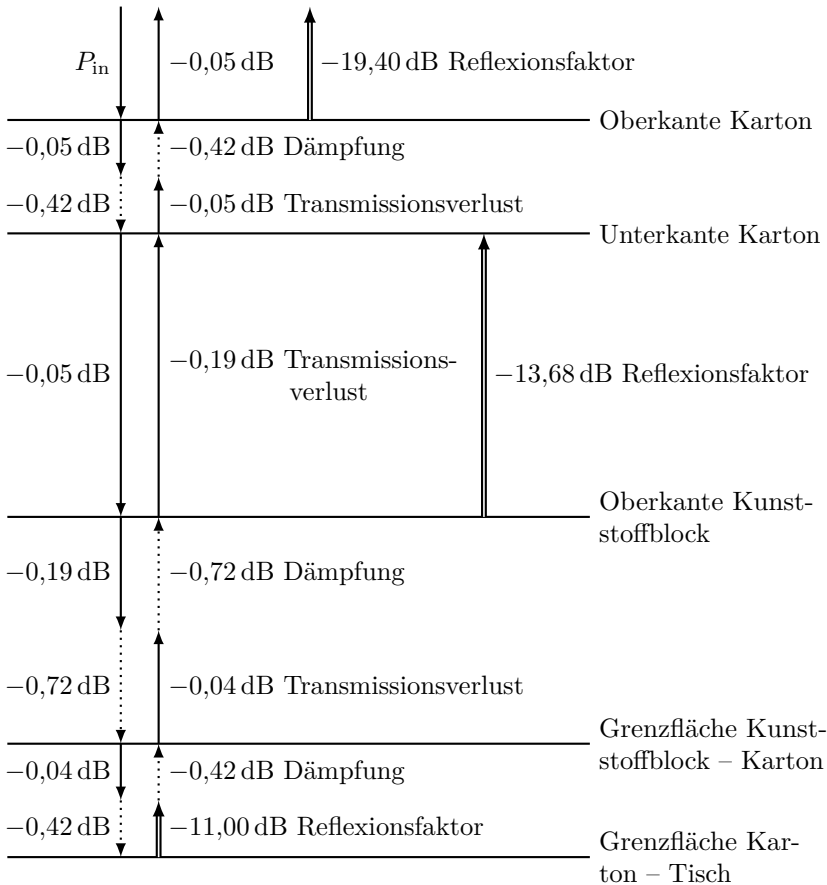 P_in
−0,05 dB
−19,40 dB Reflexionsfaktor
Oberkante Karton
−0,05 dB
−0,42 dB Dämpfung
−0,42 dB
−0,05 dB Transmissionsverlust
Unterkante Karton
−0,05 dB
−0,19 dB Transmissions-
verlust
−13,68 dB Reflexionsfaktor
Oberkante Kunst-
stoffblock
−0,19 dB
−0,72 dB Dämpfung
−0,72 dB
−0,04 dB Transmissionsverlust
Grenzfläche Kunst-
stoffblock – Karton
−0,04 dB
−0,42 dB Dämpfung
−0,42 dB
−11,00 dB Reflexionsfaktor
Grenzfläche Kar-
ton – Tisch